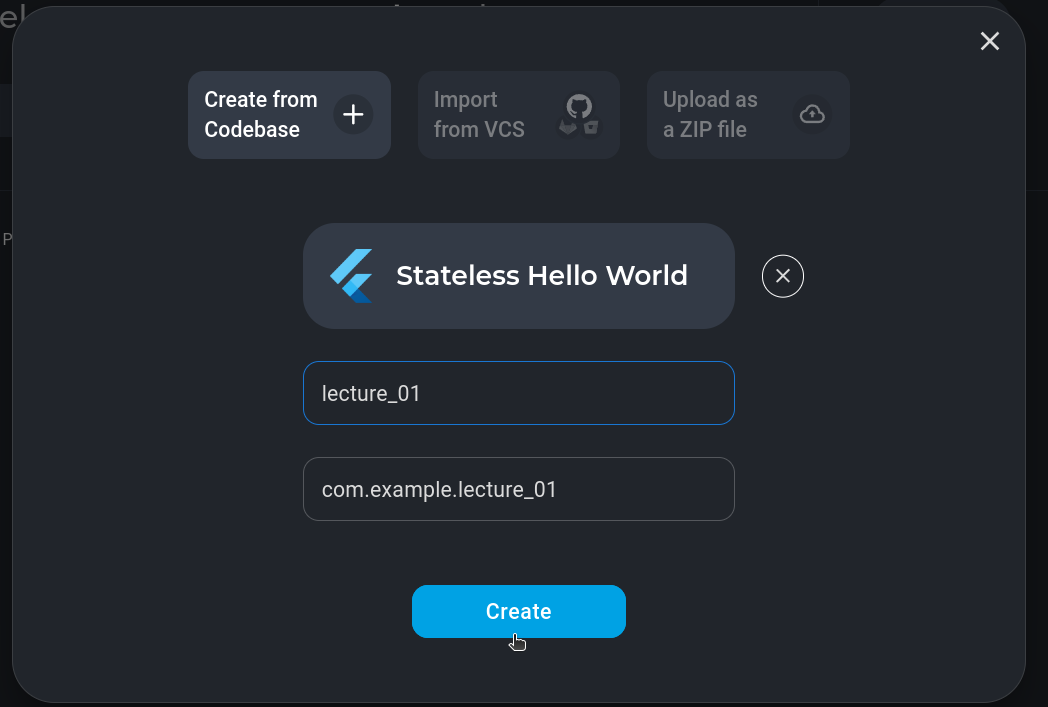 Create from
Codebase
Import
from VCS
Upload as
a ZIP file
Stateless Hello World
lecture_01
com.example.lecture_01
Create